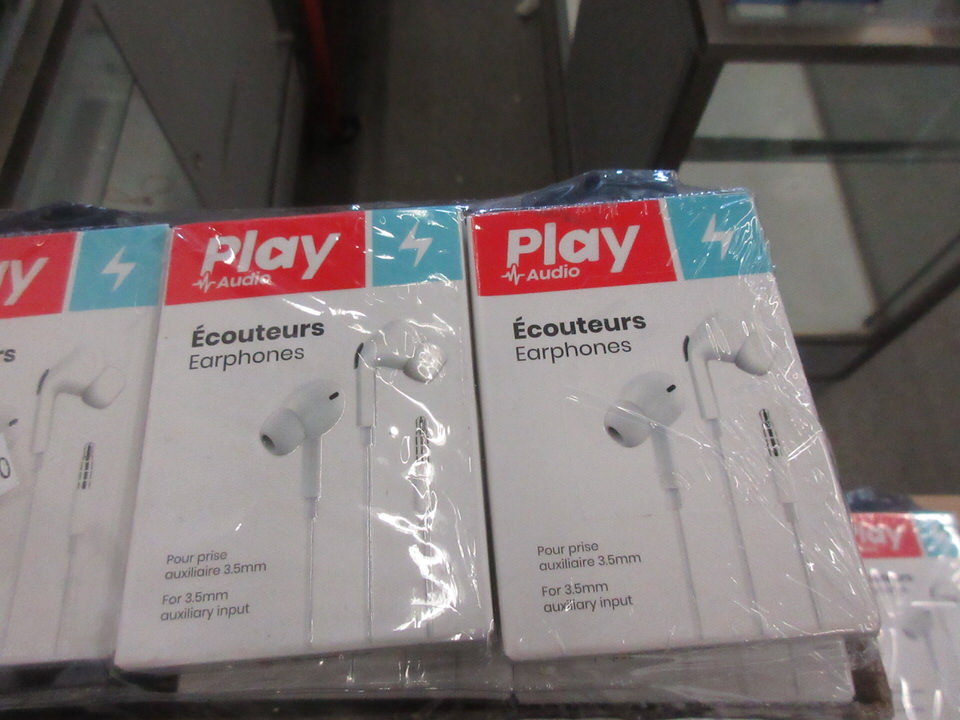 Play
Audio
Écouteurs
Earphones
Pour prise
auxiliaire 3.5mm
For 3.5mm
auxiliary input
Play
Audio
Écouteurs
Earphones
Pour prise
auxiliaire 3.5mm
For 3.5mm
auxiliary input